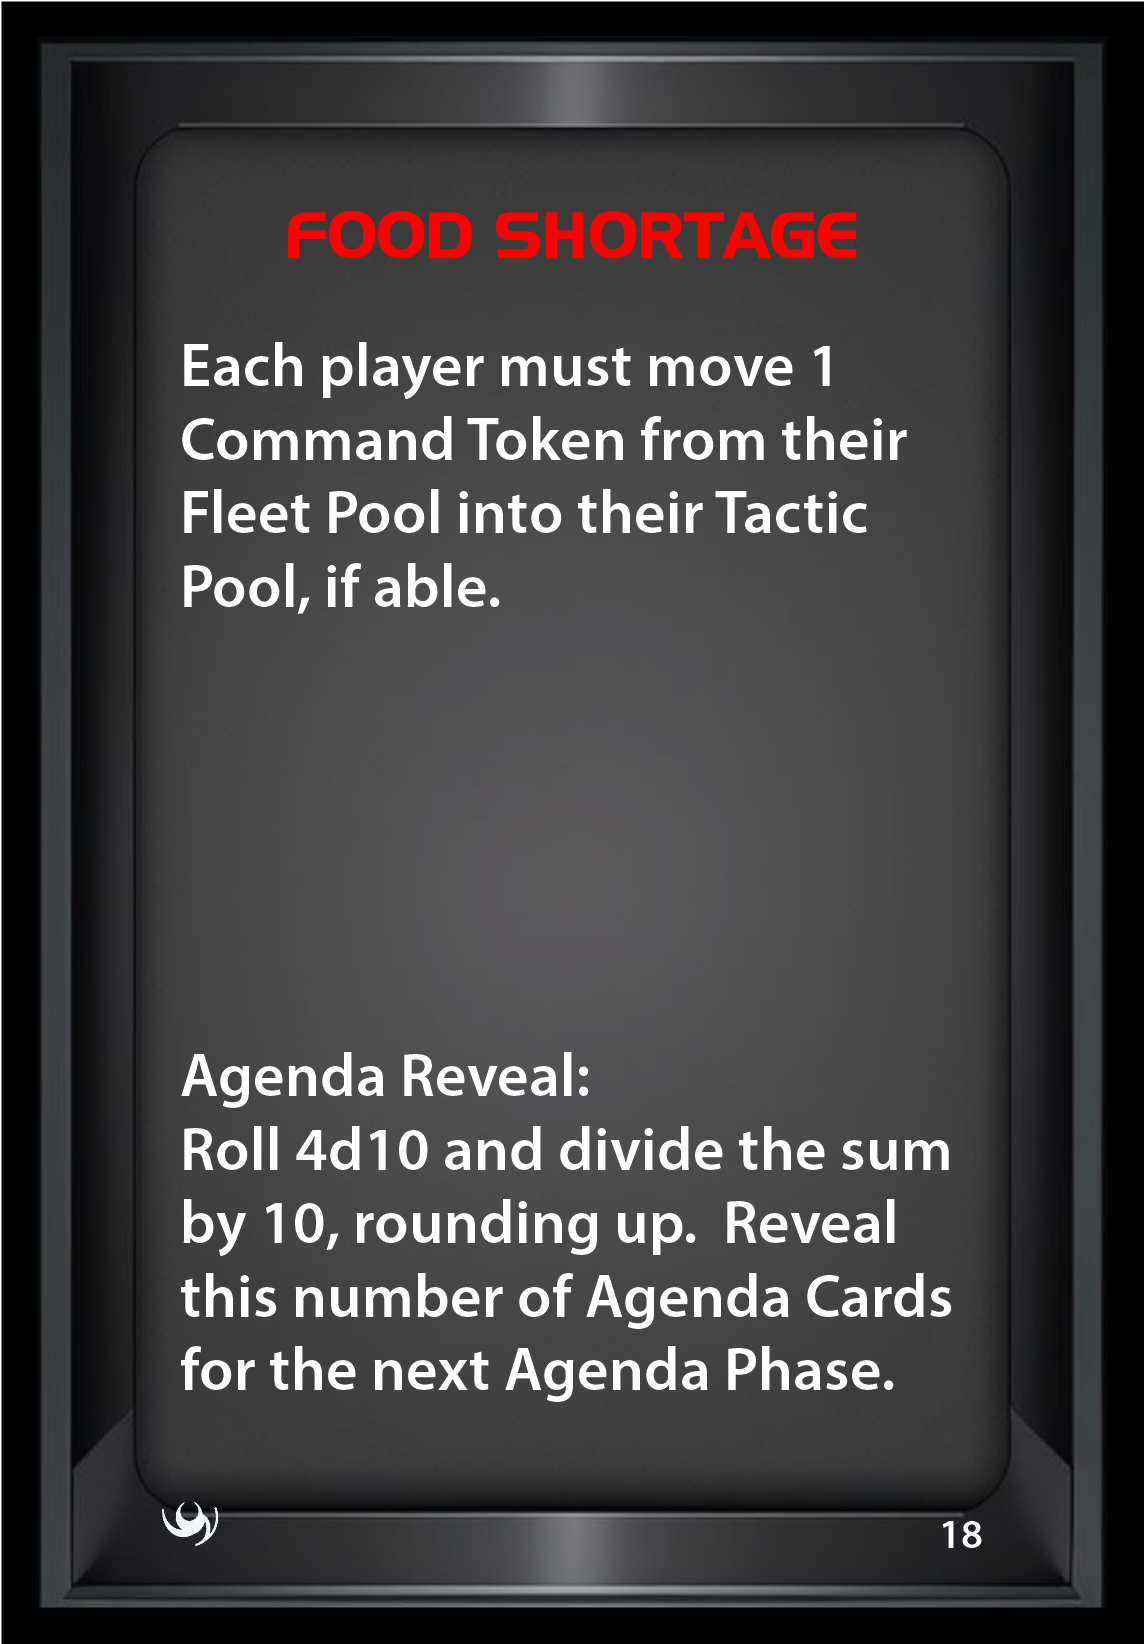 FOOD SHORTAGE
Each player must move 1
Command Token from their
Fleet Pool into their Tactic
Pool, if able.
Agenda Reveal:
Roll 4d10 and divide the sum
by 10, rounding up.  Reveal
this number of Agenda Cards
for the next Agenda Phase.
18